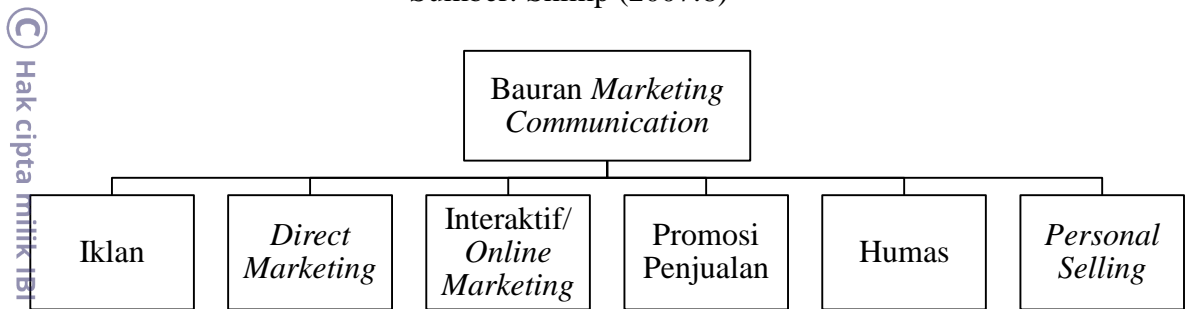 Bauran Marketing
Communication
Iklan
Direct
Marketing
Interaktif/
Online
Marketing
Promosi
Penjualan
Humas
Personal
Selling
© Hak cipta milik IBI